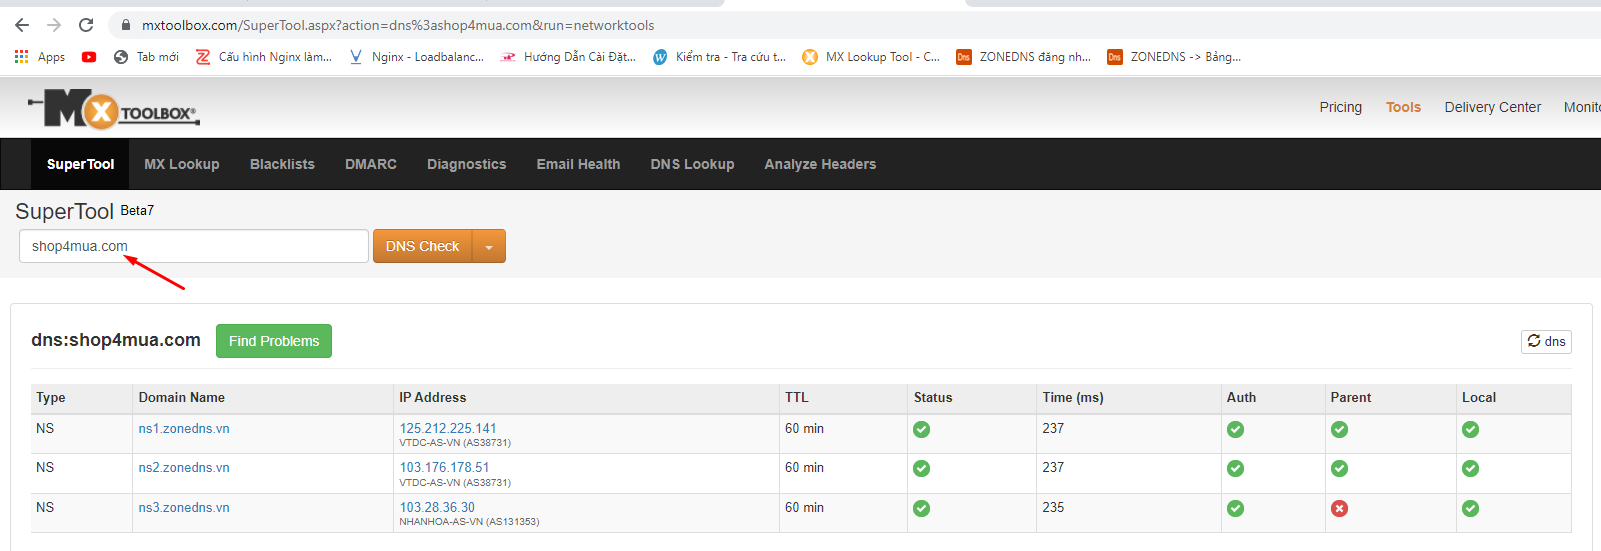 mxtoolbox.com/SuperTool.aspx?action=dns%3ashop4mua.com&run=networktools
Apps Tab mới Cấu hình Nginx làm... Nginx - Loadbalanc... Hướng Dẫn Cài Đặt... Kiểm tra - Tra cứu t... MX Lookup Tool - C... Dns ZONEDNS đăng nh... Dns ZONEDNS -> Bảng...
MX TOOLBOX® Pricing Tools Delivery Center Monito
SuperTool MX Lookup Blacklists DMARC Diagnostics Email Health DNS Lookup Analyze Headers
SuperTool Beta7
shop4mua.com DNS Check
dns:shop4mua.com Find Problems dns
Type Domain Name IP Address TTL Status Time (ms) Auth Parent Local
NS ns1.zonedns.vn 125.212.225.141 60 min 237
VTDC-AS-VN (AS38731)
NS ns2.zonedns.vn 103.176.178.51 60 min 237
VTDC-AS-VN (AS38731)
NS ns3.zonedns.vn 103.28.36.30 60 min 235
NHANHOA-AS-VN (AS131353)